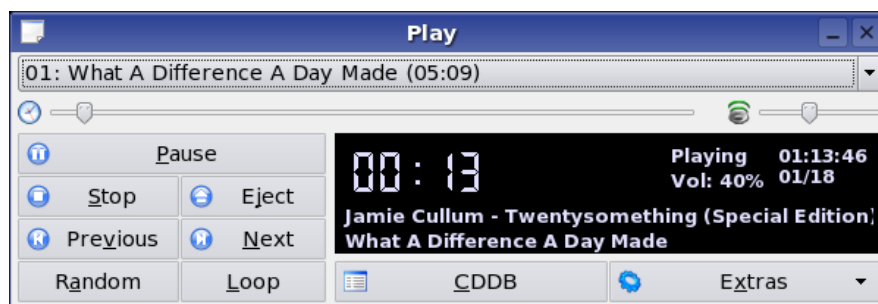 Play
01: What A Difference A Day Made (05:09)
Pause
Stop
Eject
Previous
Next
Random
Loop
00:13
Playing 01:13:46
Vol: 40% 01/18
Jamie Cullum - Twentysomething (Special Edition)
What A Difference A Day Made
CDDB
Extras